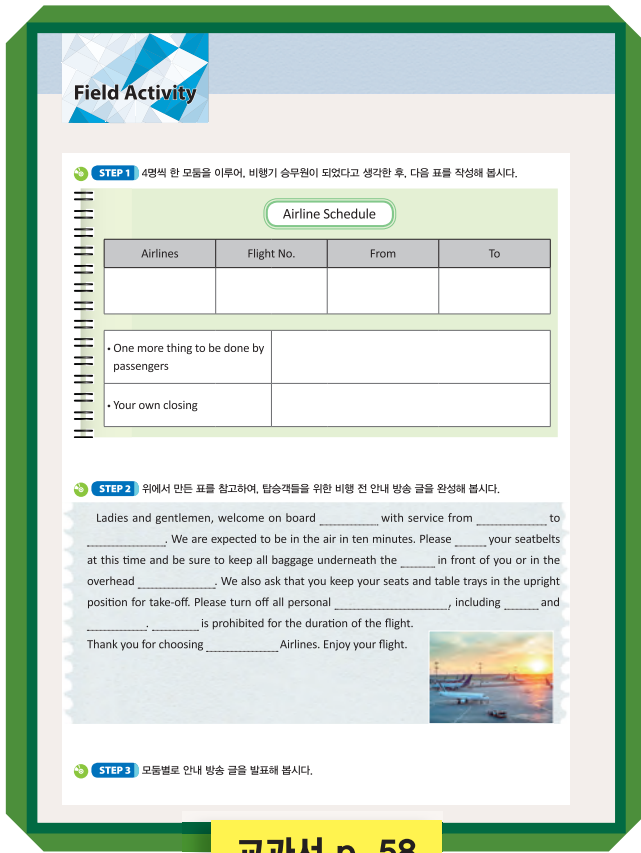 Field Activity
STEP 1 4명씩 한 모둠을 이루어, 비행기 승무원이 되었다고 생각한 후, 다음 표를 작성해 봅시다.
Airline Schedule
Airlines Flight No. From To
• One more thing to be done by
passengers
• Your own closing
STEP 2 위에서 만든 표를 참고하여, 탑승객들을 위한 비행 전 안내 방송 글을 완성해 봅시다.
Ladies and gentlemen, welcome on board __________ with service from __________ to
__________. We are expected to be in the air in ten minutes. Please ______ your seatbelts
at this time and be sure to keep all baggage underneath the ______ in front of you or in the
overhead __________. We also ask that you keep your seats and table trays in the upright
position for take-off. Please turn off all personal __________, including ______ and
__________. ________ is prohibited for the duration of the flight.
Thank you for choosing __________ Airlines. Enjoy your flight.
STEP 3 모둠별로 안내 방송 글을 발표해 봅시다.
교과서 p. 58